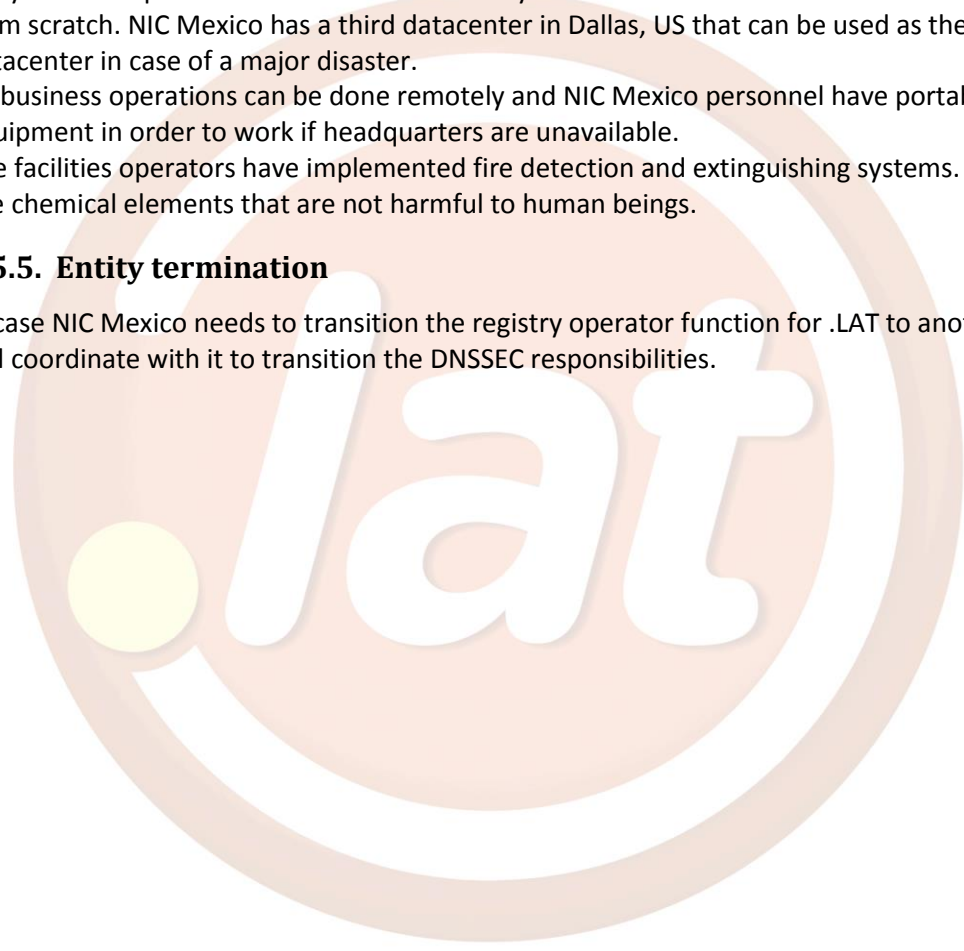 m scratch. NIC Mexico has a third datacenter in Dallas, US that can be used as the
tacenter in case of a major disaster.
business operations can be done remotely and NIC Mexico personnel have portal
uipment in order to work if headquarters are unavailable.
e facilities operators have implemented fire detection and extinguishing systems.
e chemical elements that are not harmful to human beings.
5.5. Entity termination
case NIC Mexico needs to transition the registry operator function for .LAT to anot
l coordinate with it to transition the DNSSEC responsibilities.
.lat